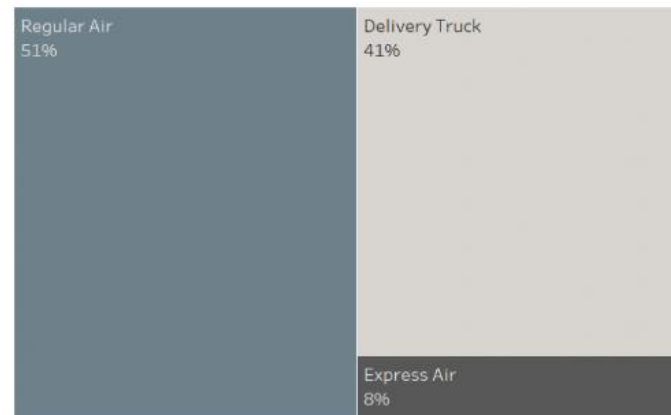 Regular Air
51%
Delivery Truck
41%
Express Air
8%